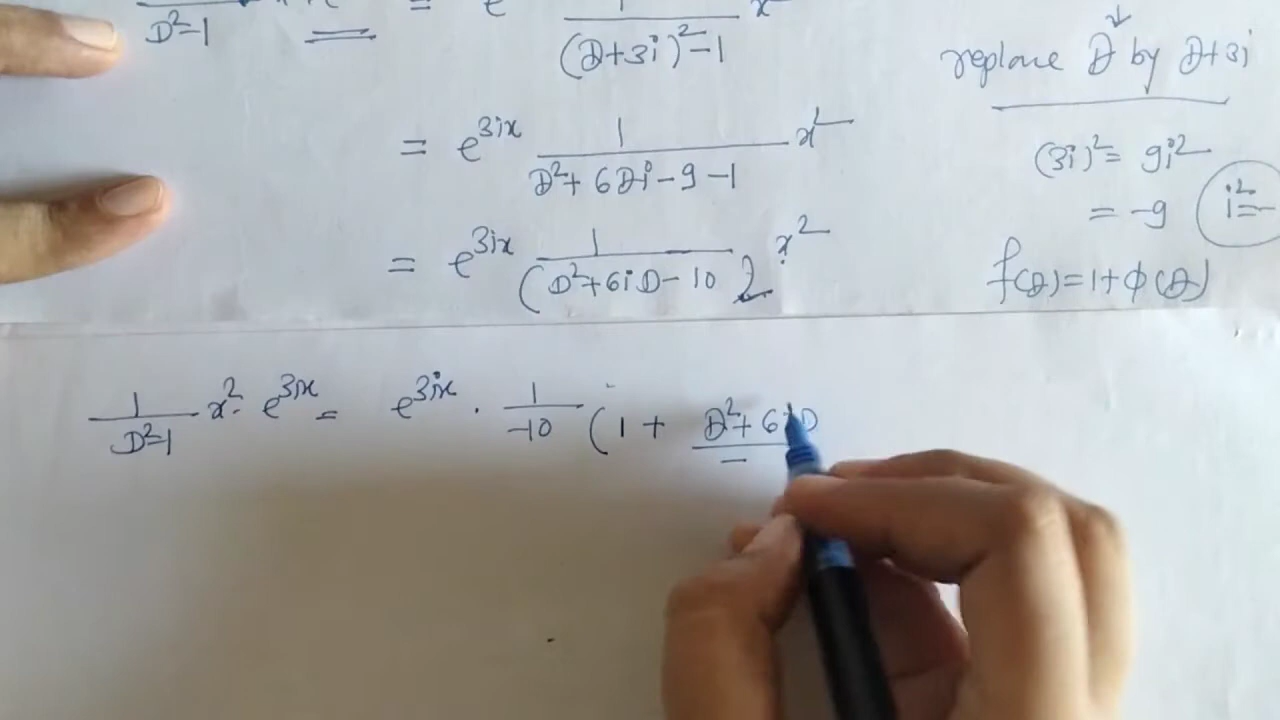 1/(D²-1) = e 1/((D+3i)²-1) x
replace D by D+3i
= e^{3ix} 1/(D²+6Di-9-1) x²
(3i)² = 9i²
= -9
i²=-
= e^{3ix} 1/(D²+6iD-10) x²
f(D)=1+φ(D)
1/(D²-1) x². e^{3ix} = e^{3ix} . 1/-10 (1 + D²+6iD/-